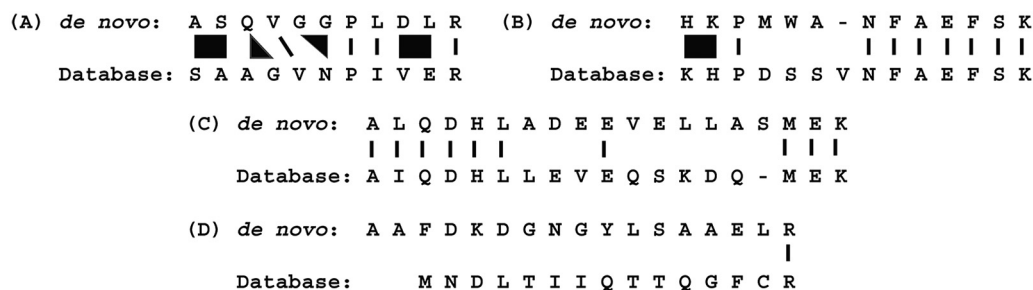 (A) de novo: A S Q V G G P L D L R
Database: S A A G V N P I V E R
(B) de novo: H K P M W A - N F A E F S K
Database: K H P D S S V N F A E F S K
(C) de novo: A L Q D H L A D E E V E L L A S M E K
Database: A I Q D H L L E V E Q S K D Q - M E K
(D) de novo: A A F D K D G N G Y L S A A E L R
Database: M N D L T I I Q T T Q G F C R